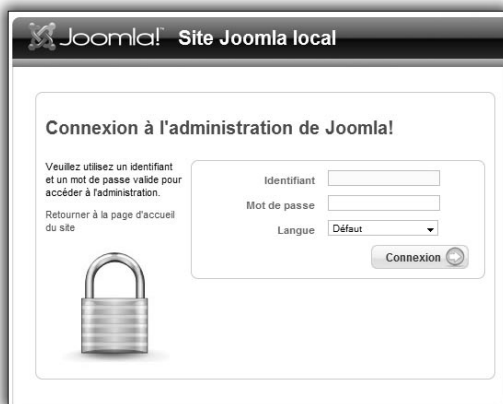 Joomla!™ Site Joomla local
Connexion à l'administration de Joomla!
Veuillez utilisez un identifiant
et un mot de passe valide pour
accéder à l'administration.
Retourner à la page d'accueil
du site
Identifiant
Mot de passe
Langue Défaut
Connexion